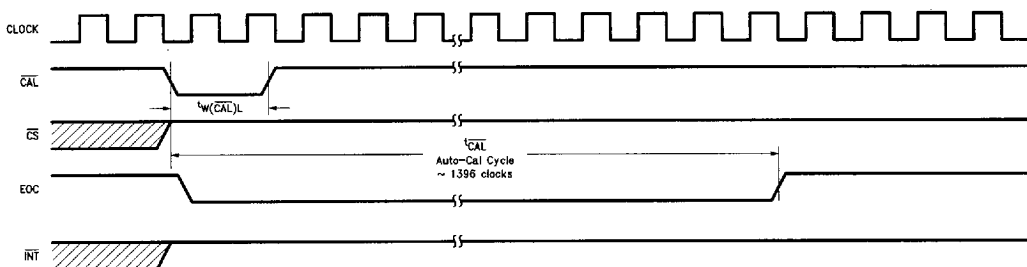 CLOCK
CAL
tW(CAL)L
CS
tCAL
Auto-Cal Cycle
~ 1396 clocks
EOC
INT